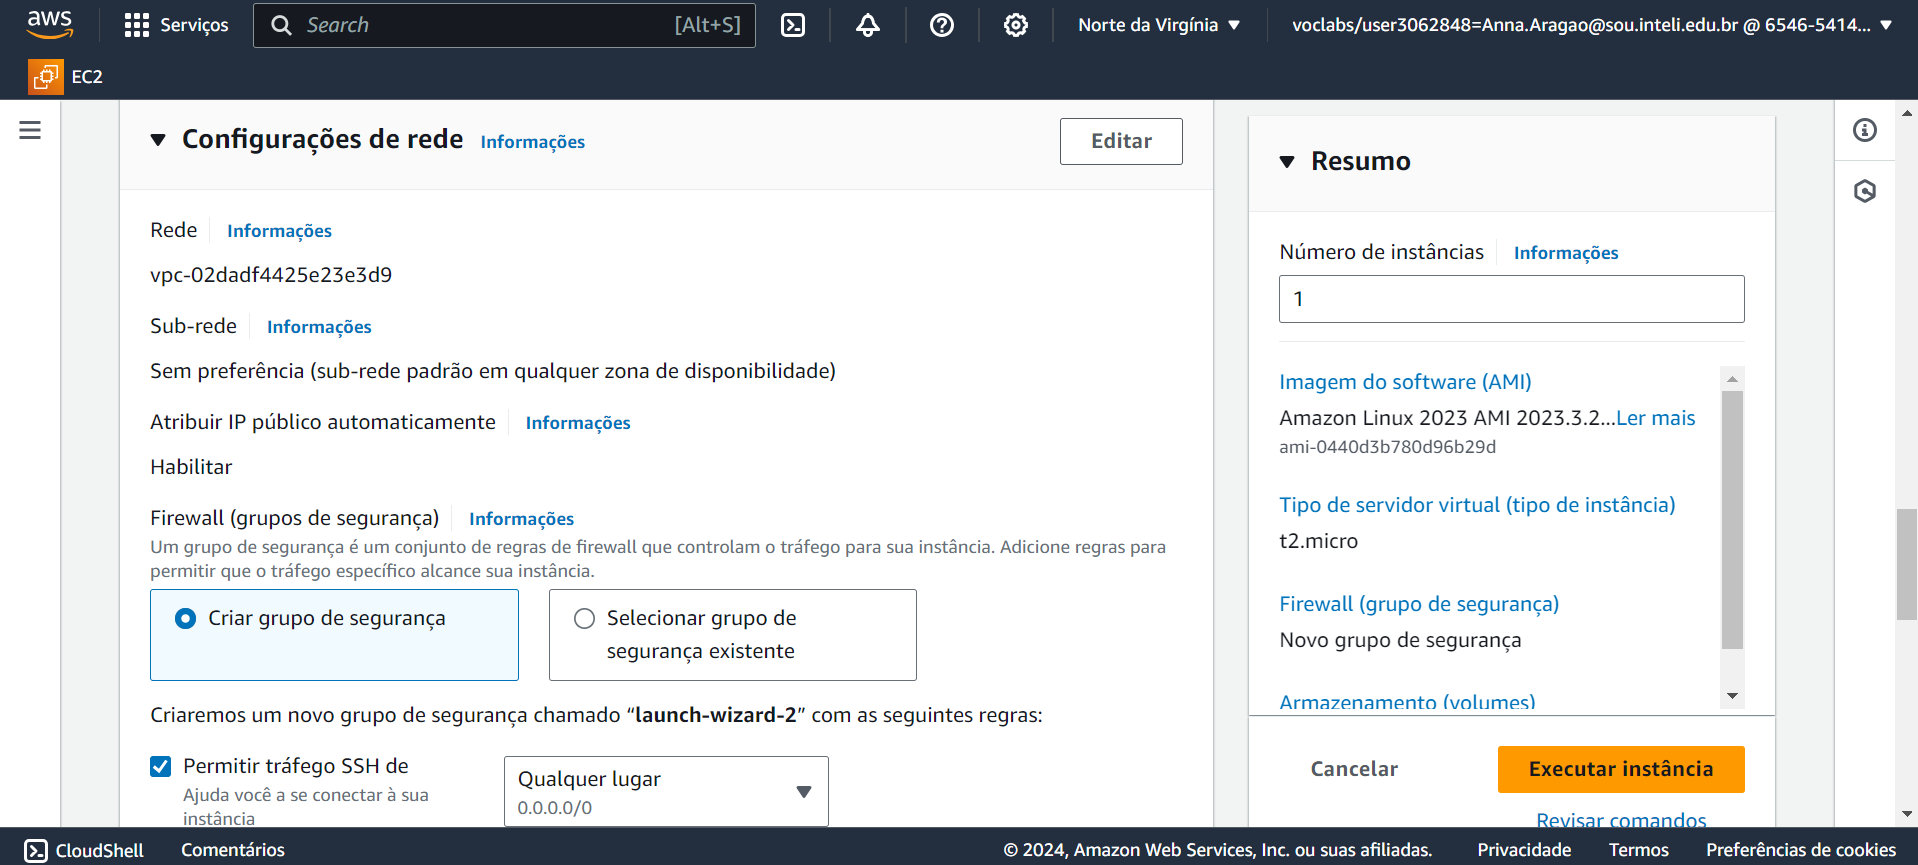 aws
Serviços
Search
[Alt+S]
Norte da Virgínia
voclabs/user3062848=Anna.Aragao@sou.inteli.edu.br @ 6546-5414...
EC2
Configurações de rede
Informações
Editar
Rede
Informações
vpc-02dadf4425e23e3d9
Sub-rede
Informações
Sem preferência (sub-rede padrão em qualquer zona de disponibilidade)
Atribuir IP público automaticamente
Informações
Habilitar
Firewall (grupos de segurança)
Informações
Um grupo de segurança é um conjunto de regras de firewall que controlam o tráfego para sua instância. Adicione regras para
permitir que o tráfego específico alcance sua instância.
Criar grupo de segurança
Selecionar grupo de
segurança existente
Criaremos um novo grupo de segurança chamado “launch-wizard-2” com as seguintes regras:
Permitir tráfego SSH de
Ajuda você a se conectar à sua
instância
Qualquer lugar
0.0.0.0/0
Resumo
Número de instâncias
Informações
1
Imagem do software (AMI)
Amazon Linux 2023 AMI 2023.3.2...Ler mais
ami-0440d3b780d96b29d
Tipo de servidor virtual (tipo de instância)
t2.micro
Firewall (grupo de segurança)
Novo grupo de segurança
Armazenamento (volumes)
Cancelar
Executar instância
Revisar comandos
CloudShell
Comentários
© 2024, Amazon Web Services, Inc. ou suas afiliadas.
Privacidade
Termos
Preferências de cookies